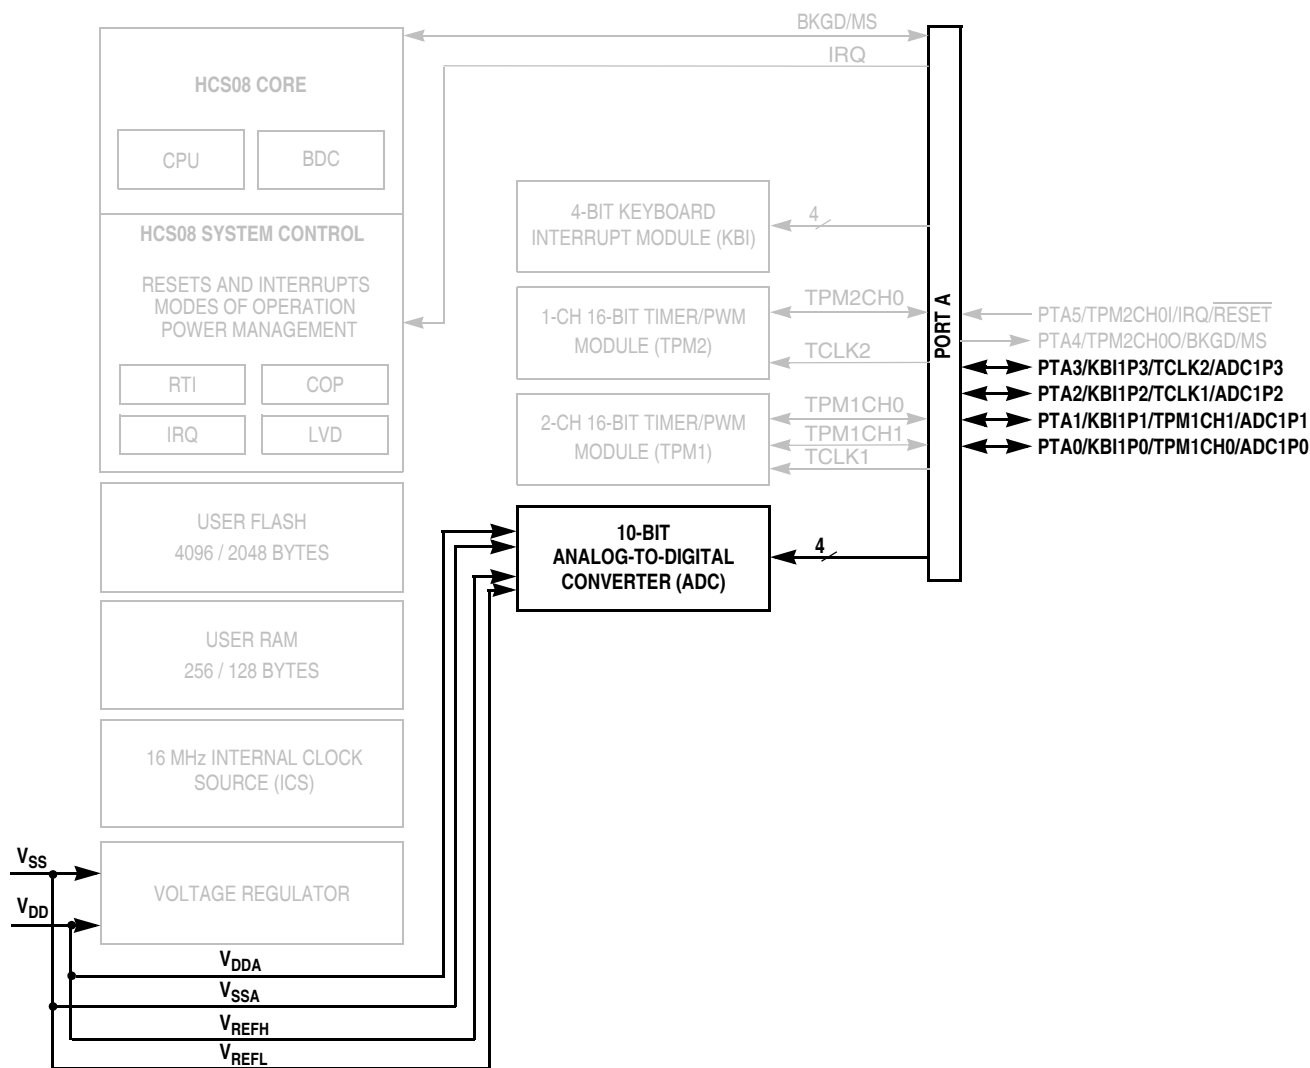 BKGD/MS
IRQ
HCS08 CORE
CPU
BDC
HCS08 SYSTEM CONTROL
RESETS AND INTERRUPTS
MODES OF OPERATION
POWER MANAGEMENT
RTI
COP
IRQ
LVD
USER FLASH
4096 / 2048 BYTES
USER RAM
256 / 128 BYTES
16 MHz INTERNAL CLOCK
SOURCE (ICS)
VOLTAGE REGULATOR
VSS
VDD
VDDA
VSSA
VREFH
VREFL
4-BIT KEYBOARD
INTERRUPT MODULE (KBI)
4
1-CH 16-BIT TIMER/PWM
MODULE (TPM2)
TPM2CH0
TCLK2
2-CH 16-BIT TIMER/PWM
MODULE (TPM1)
TPM1CH0
TPM1CH1
TCLK1
10-BIT
ANALOG-TO-DIGITAL
CONVERTER (ADC)
4
PORT A
PTA5/TPM2CH0I/IRQ/RESET
PTA4/TPM2CH0O/BKGD/MS
PTA3/KBI1P3/TCLK2/ADC1P3
PTA2/KBI1P2/TCLK1/ADC1P2
PTA1/KBI1P1/TPM1CH1/ADC1P1
PTA0/KBI1P0/TPM1CH0/ADC1P0